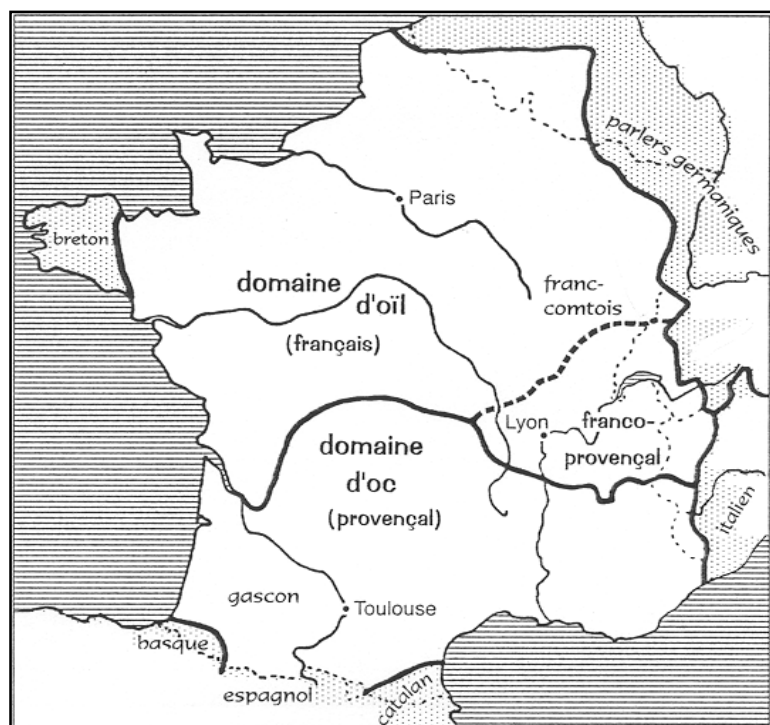 parlers germaniques
Paris
breton
domaine
d'oïl
(français)
franc-
comtois
Lyon
franco-
provençal
domaine
d'oc
(provençal)
italien
gascon
Toulouse
basque
espagnol
catalan